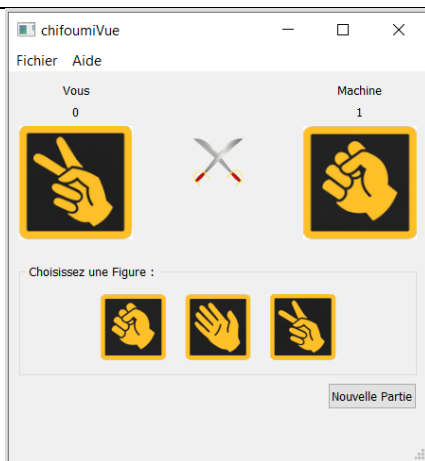 chifoumiVue
Fichier Aide
Vous Machine
0 1
Choisissez une Figure :
Nouvelle Partie